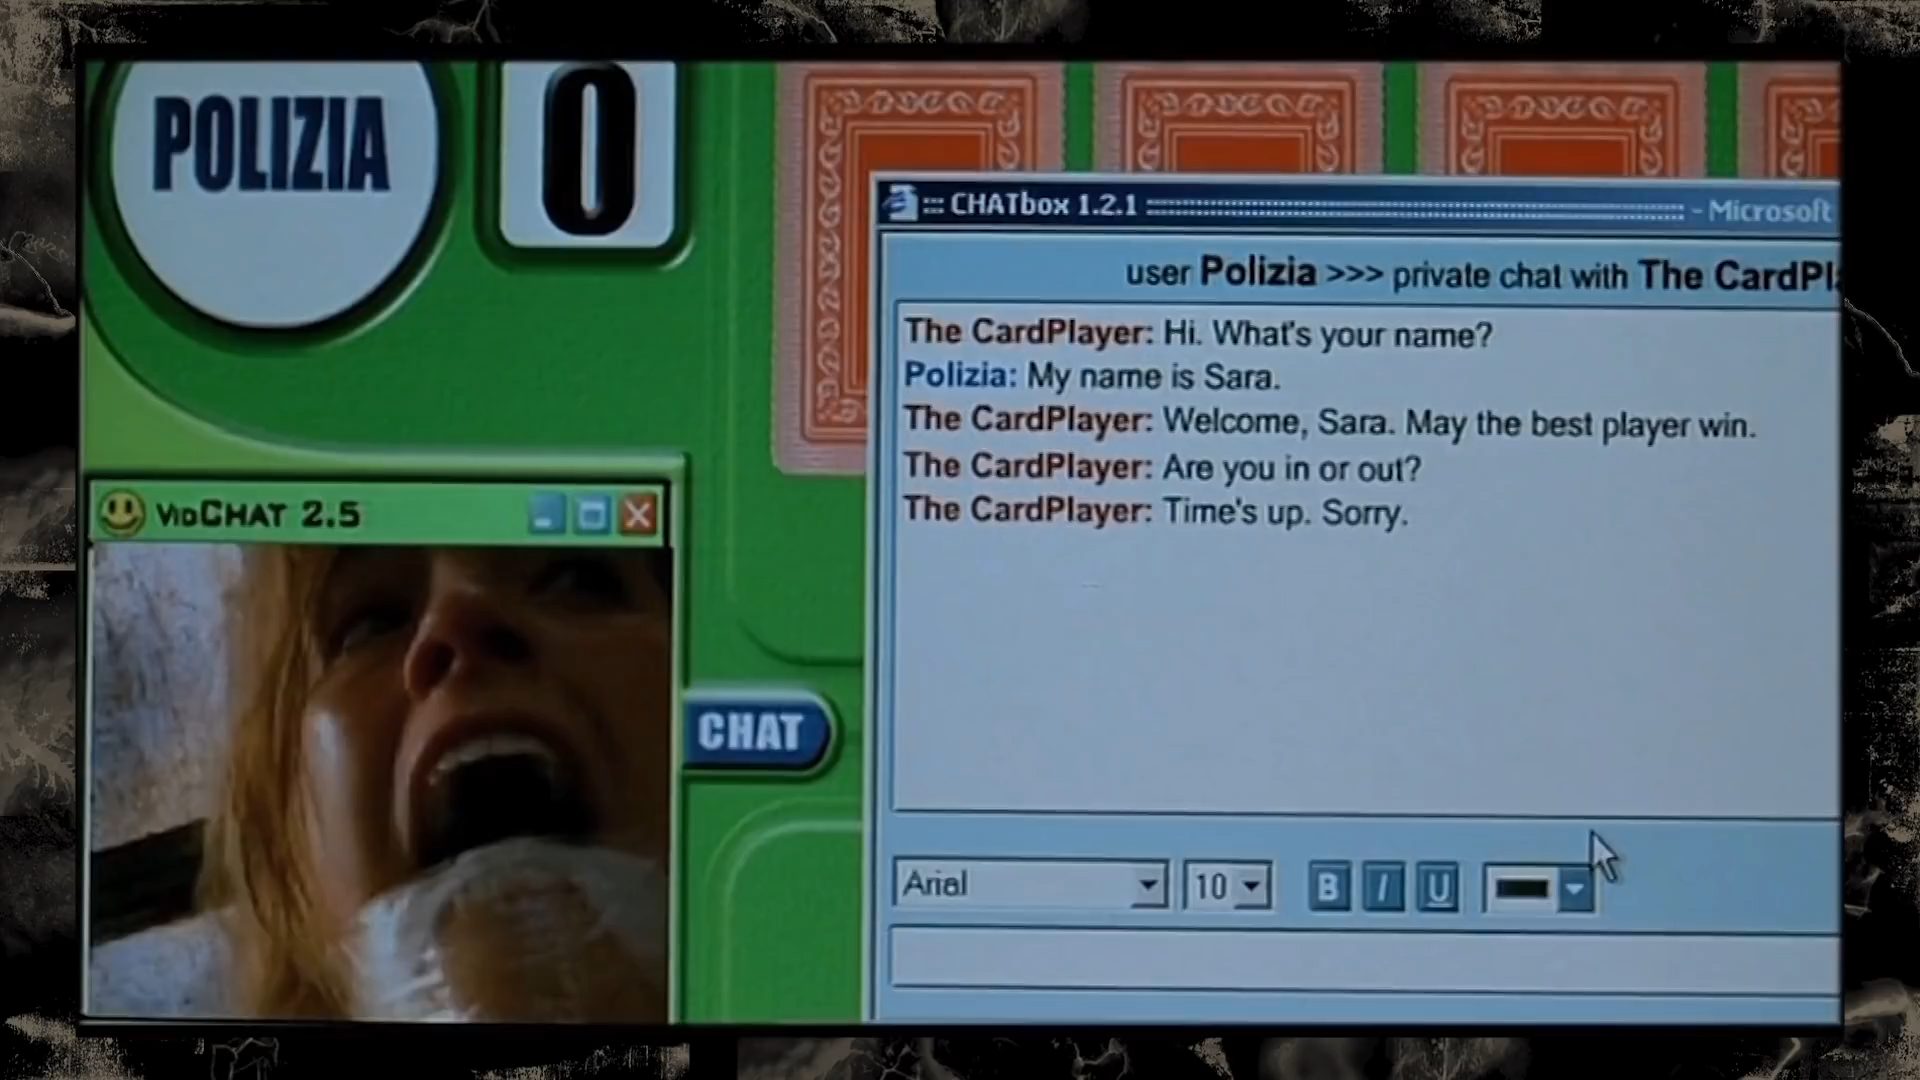 POLIZIA
0
CHATbox 1.2.1 - Microsoft
user Polizia >>> private chat with The CardPl
The CardPlayer: Hi. What's your name?
Polizia: My name is Sara.
The CardPlayer: Welcome, Sara. May the best player win.
The CardPlayer: Are you in or out?
The CardPlayer: Time's up. Sorry.
VIDCHAT 2.5
CHAT
Arial 10 B I U